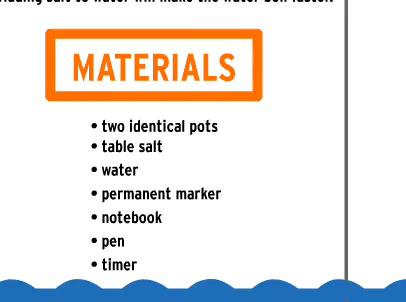 salt to water will make the water boil faster.
MATERIALS
• two identical pots
• table salt
• water
• permanent marker
• notebook
• pen
• timer